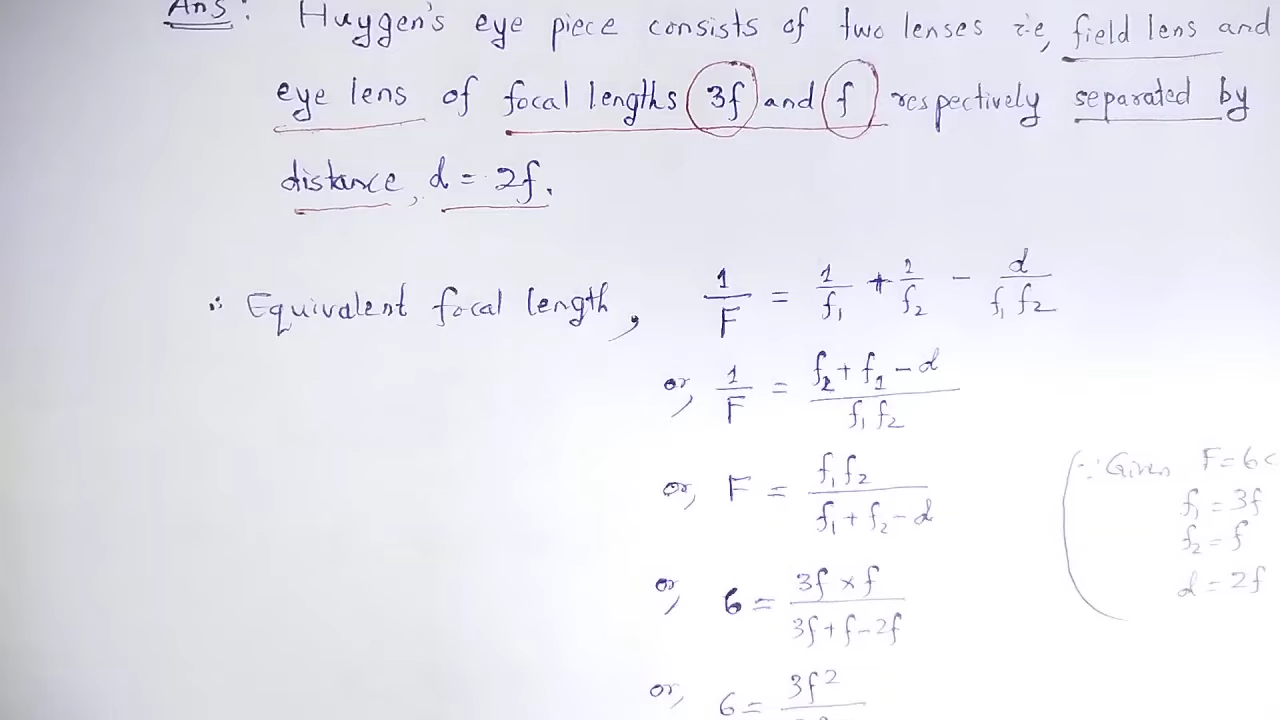 Ans: Huygen's eye piece consists of two lenses i.e, field lens and
eye lens of focal lengths 3f and f respectively separated by
distance, d = 2f.
∴ Equivalent focal length, 1/F = 1/f₁ + 1/f₂ - d/f₁f₂
or, 1/F = f₂ + f₁ - d / f₁f₂
or, F = f₁f₂ / f₁ + f₂ - d
∵ Given F = 6
f₁ = 3f
f₂ = f
d = 2f
or, 6 = 3f × f / 3f + f - 2f
or, 6 = 3f²